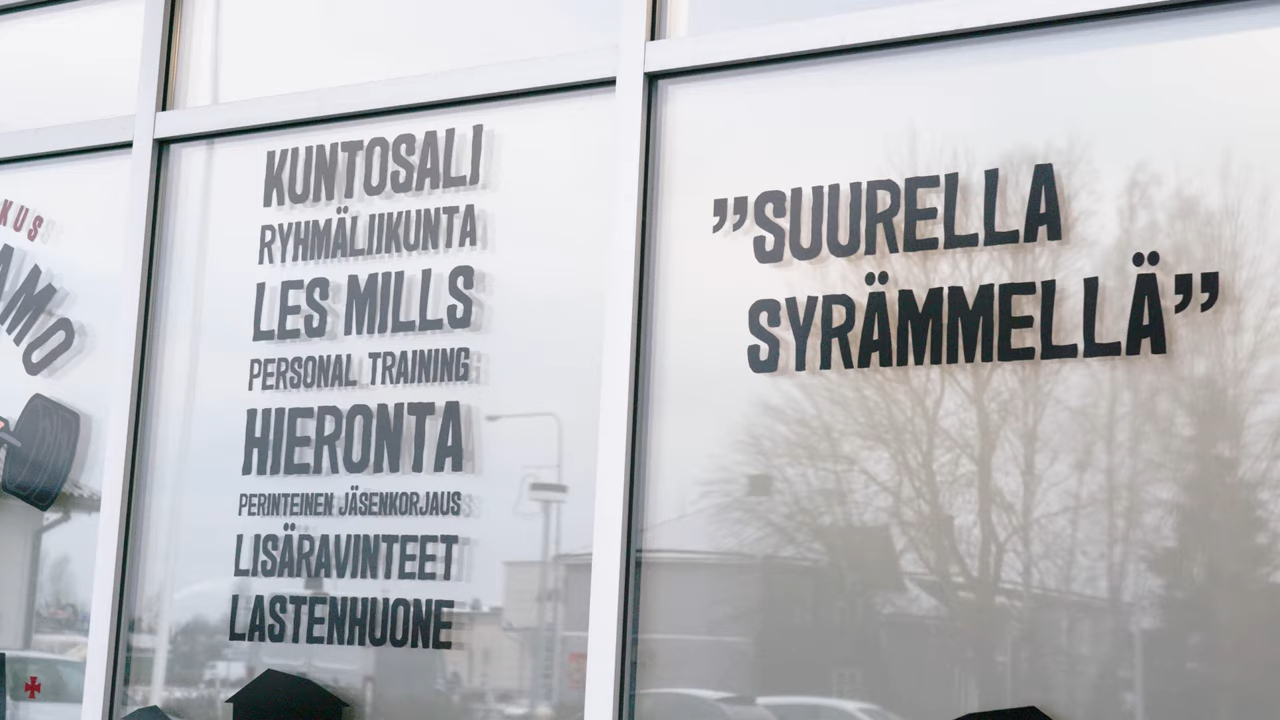 KUNTOSALI
RYHMÄLIIKUNTA
LES MILLS
PERSONAL TRAINING
HIERONTA
PERINTEINEN JÄSENKORJAUS
LISÄRAVINTEET
LASTENHUONE
”SUURELLA
SYRÄMMELLÄ”